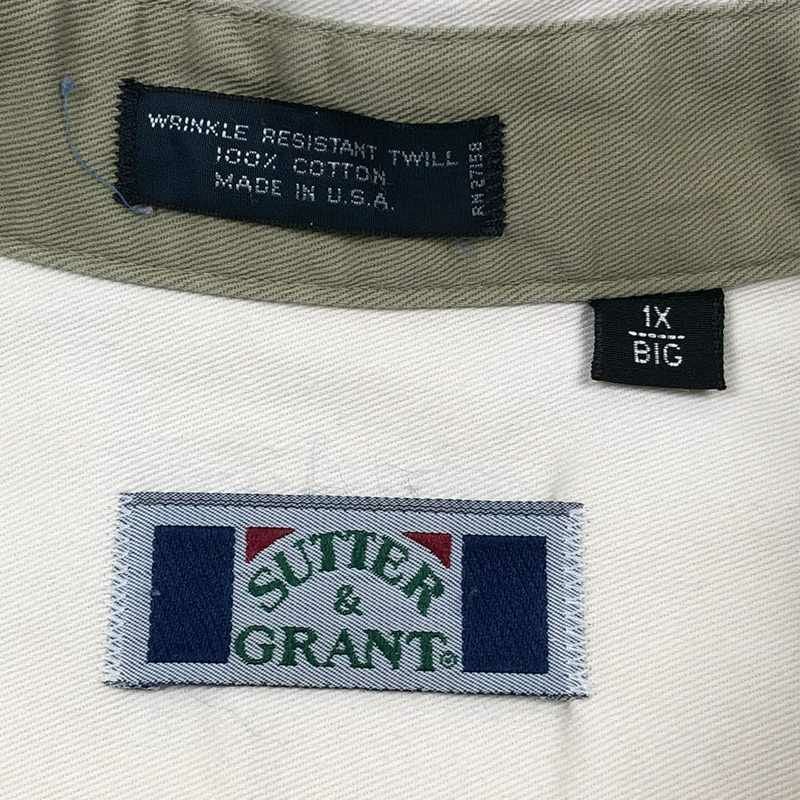 WRINKLE RESISTANT TWILL
100% COTTON
MADE IN U.S.A.
RN 27158
1X
BIG
SUTTER
&
GRANT®